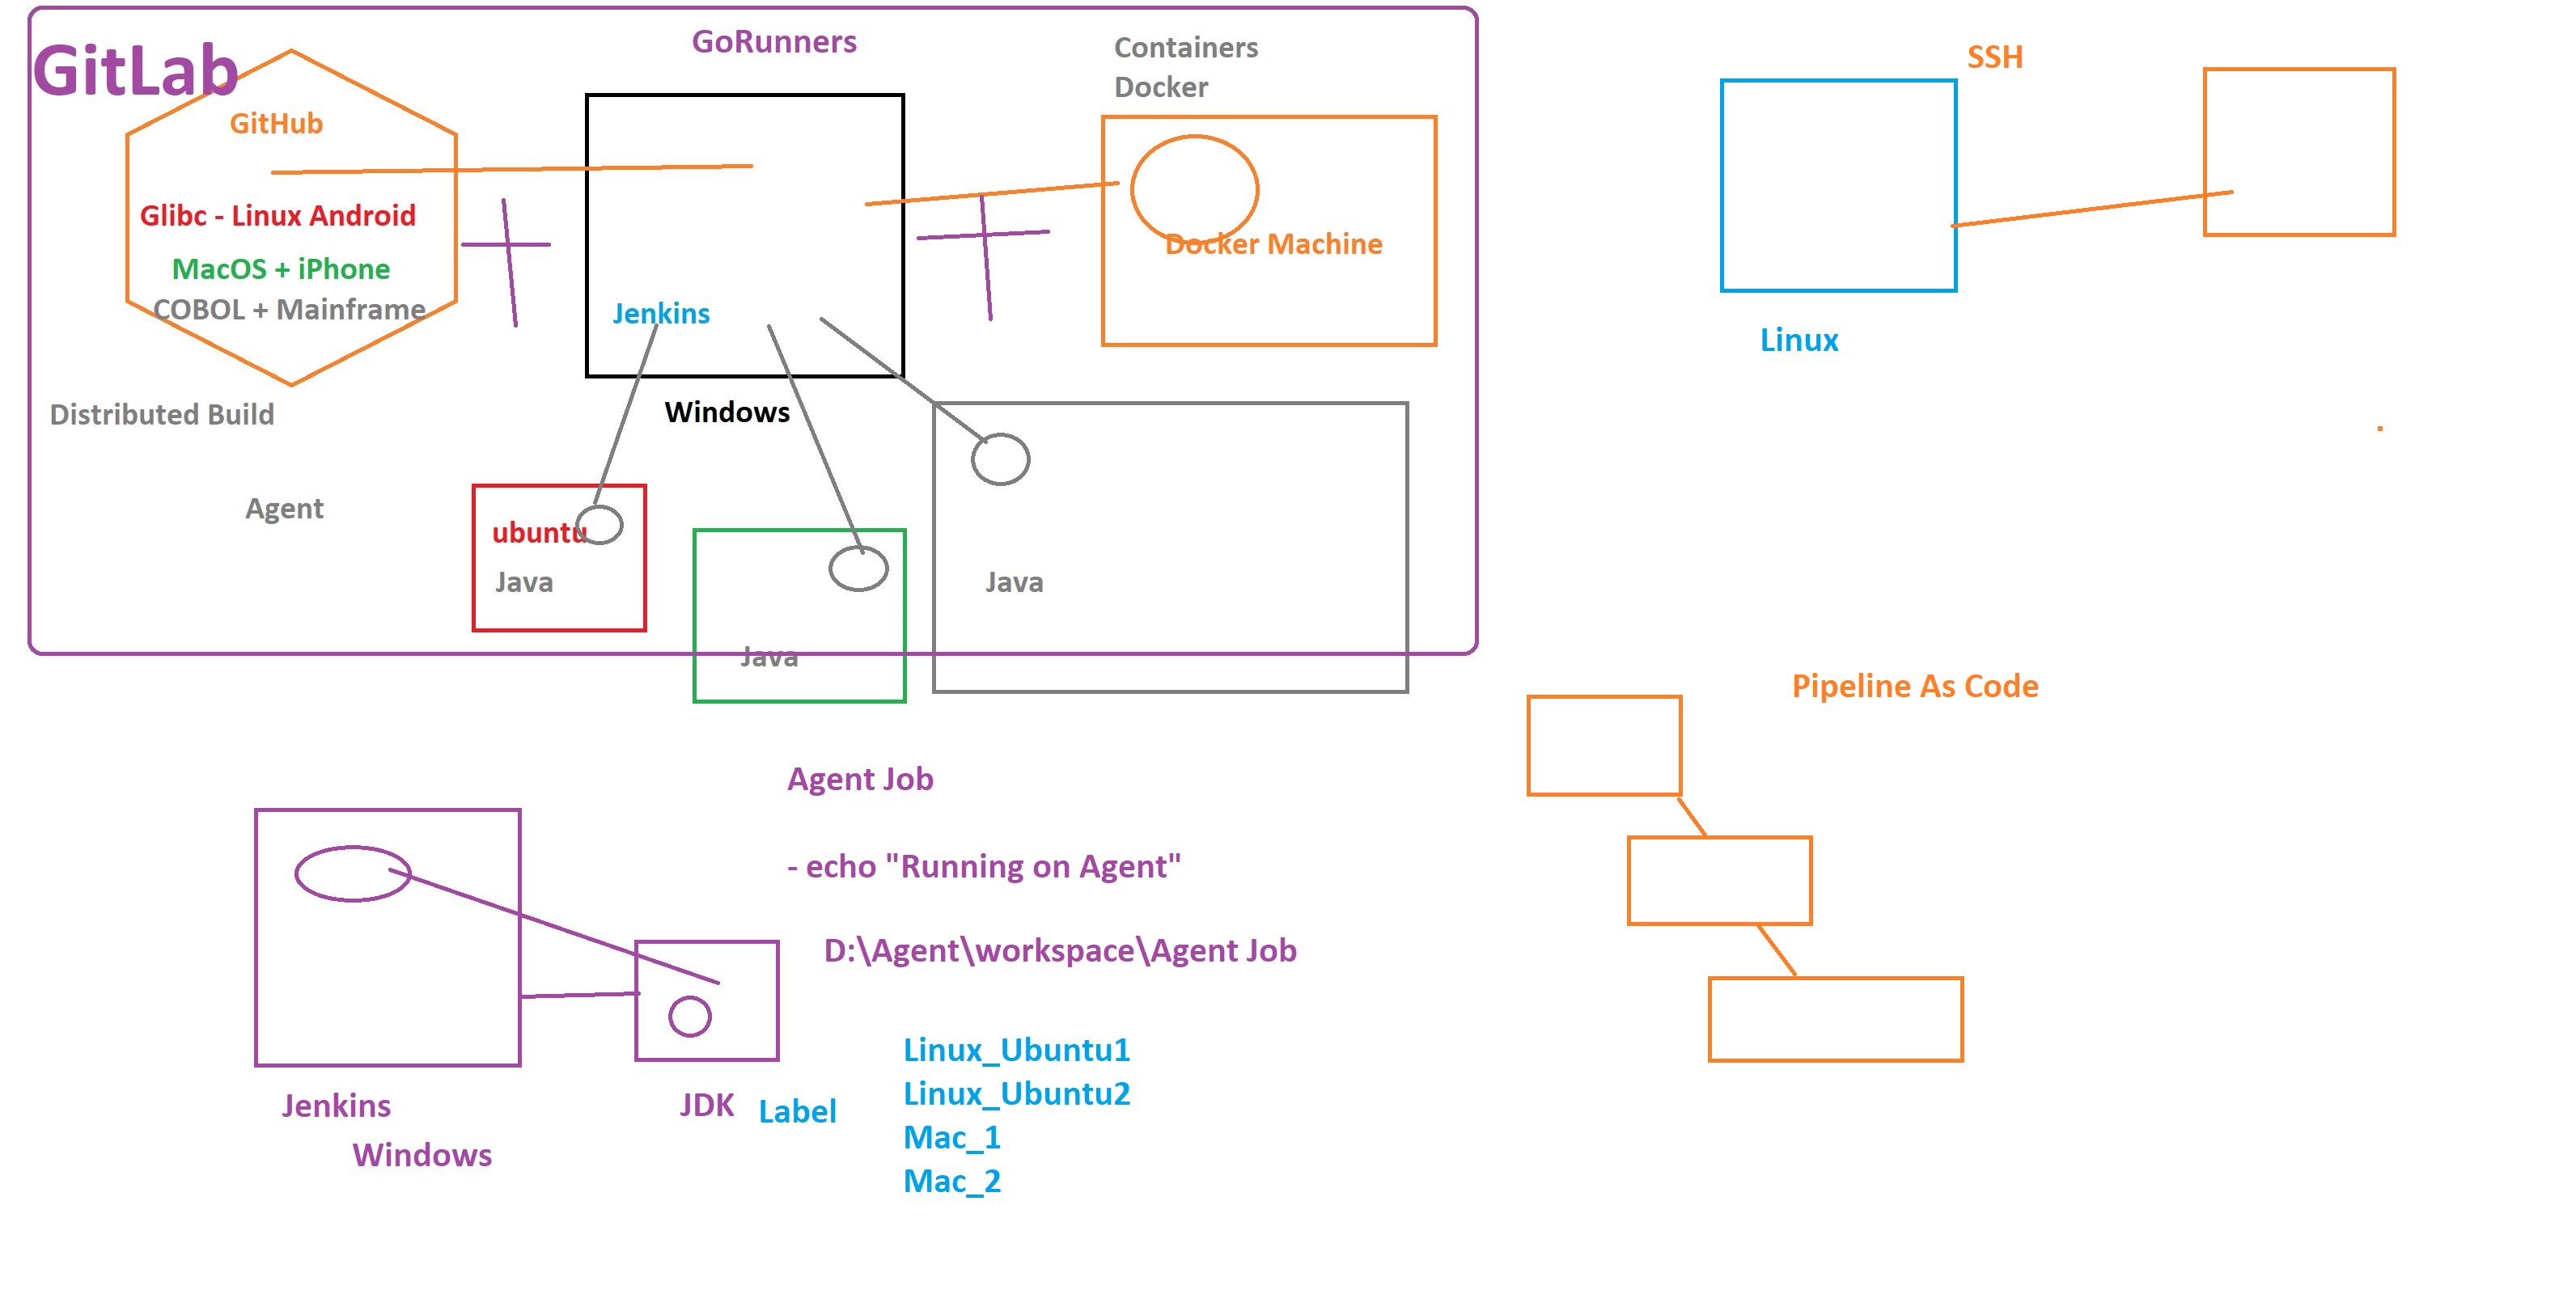 GitLab
GoRunners
Containers
Docker
SSH
GitHub
Glibc - Linux Android
MacOS + iPhone
COBOL + Mainframe
Docker Machine
Jenkins
Linux
Windows
Distributed Build
Agent
ubuntu
Java
Java
Java
Pipeline As Code
Agent Job
- echo "Running on Agent"
D:\Agent\workspace\Agent Job
Linux_Ubuntu1
Linux_Ubuntu2
Mac_1
Mac_2
Jenkins
JDK
Label
Windows